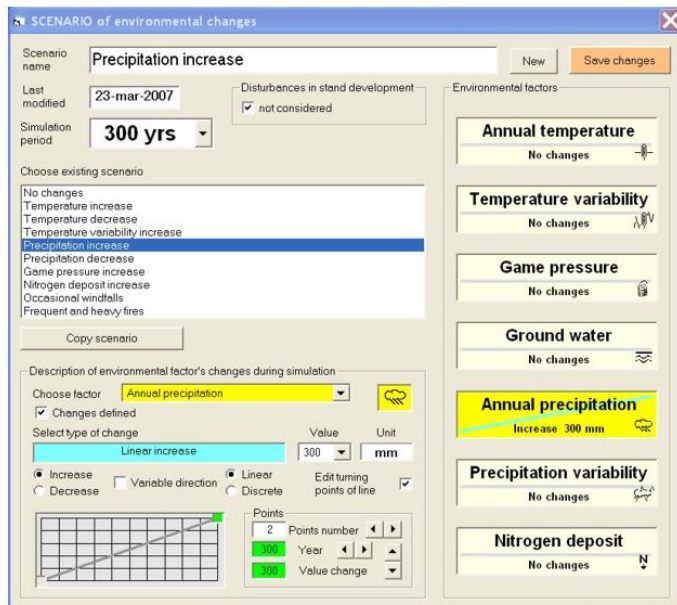 SCENARIO of environmental changes
Scenario name
Precipitation increase
New
Save changes
Last modified
23-mar-2007
Disturbances in stand development
not considered
Simulation period
300 yrs
Choose existing scenario
No changes
Temperature increase
Temperature decrease
Temperature variability increase
Precipitation increase
Precipitation decrease
Game pressure increase
Nitrogen deposit increase
Occasional windfalls
Frequent and heavy fires
Copy scenario
Description of environmental factor's changes during simulation
Choose factor
Annual precipitation
Changes defined
Select type of change
Value
Unit
Linear increase
300
mm
Increase
Decrease
Variable direction
Linear
Discrete
Edit turning
points of line
Points
2 Points number
300 Year
300 Value change
Environmental factors
Annual temperature
No changes
Temperature variability
No changes
Game pressure
No changes
Ground water
No changes
Annual precipitation
Increase 300 mm
Precipitation variability
No changes
Nitrogen deposit
No changes
N